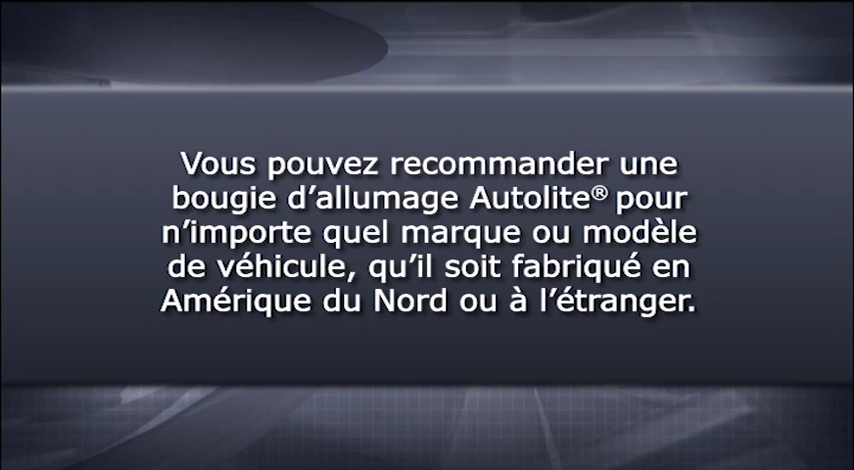 Vous pouvez recommander une
bougie d’allumage Autolite® pour
n’importe quel marque ou modèle
de véhicule, qu’il soit fabriqué en
Amérique du Nord ou à l’étranger.